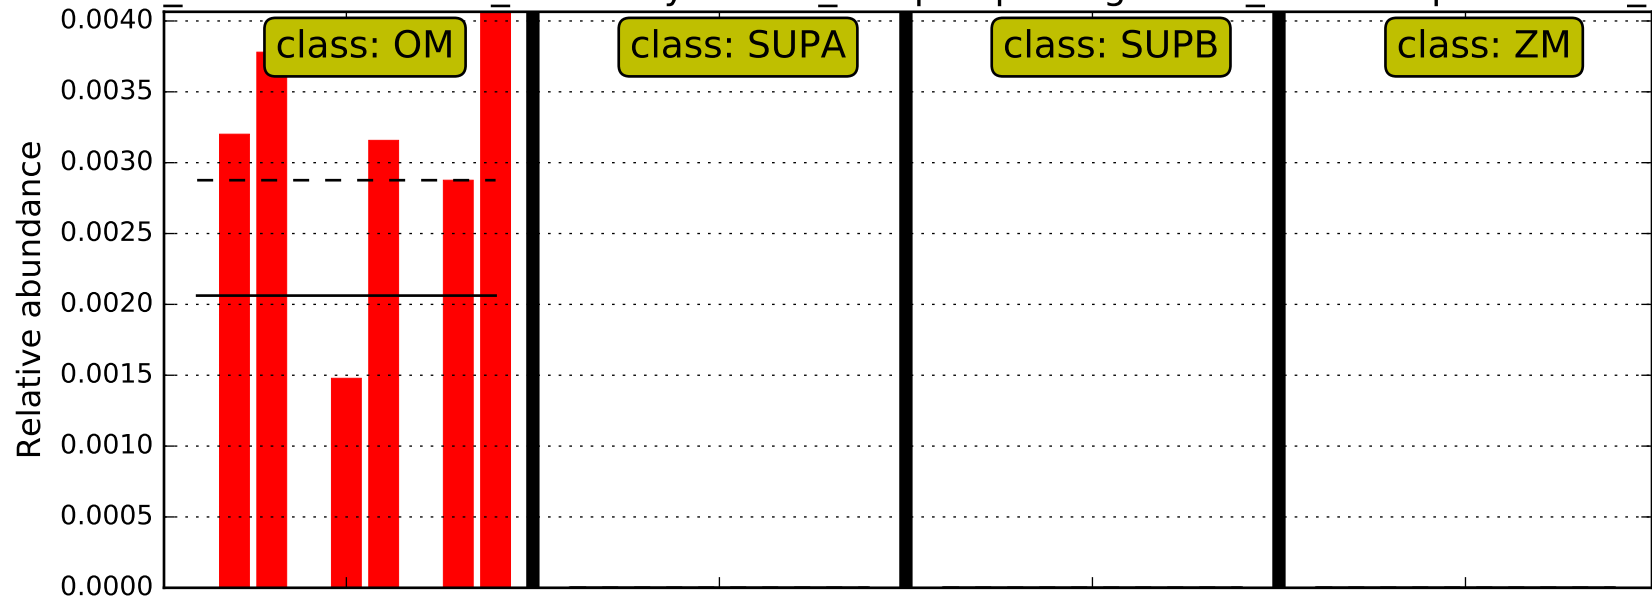 0.0040
class: OM
class: SUPA
class: SUPB
class: ZM
0.0035
0.0030
0.0025
0.0020
0.0015
0.0010
0.0005
0.0000
Relative abundance